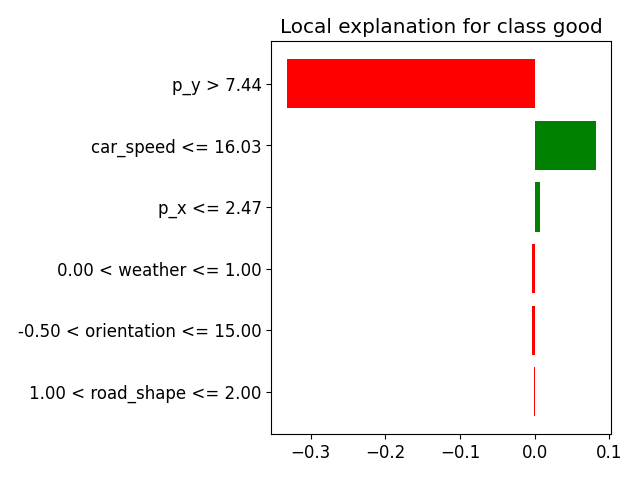 Local explanation for class good
p_y > 7.44
car_speed <= 16.03
p_x <= 2.47
0.00 < weather <= 1.00
-0.50 < orientation <= 15.00
1.00 < road_shape <= 2.00
−0.3 −0.2 −0.1 0.0 0.1